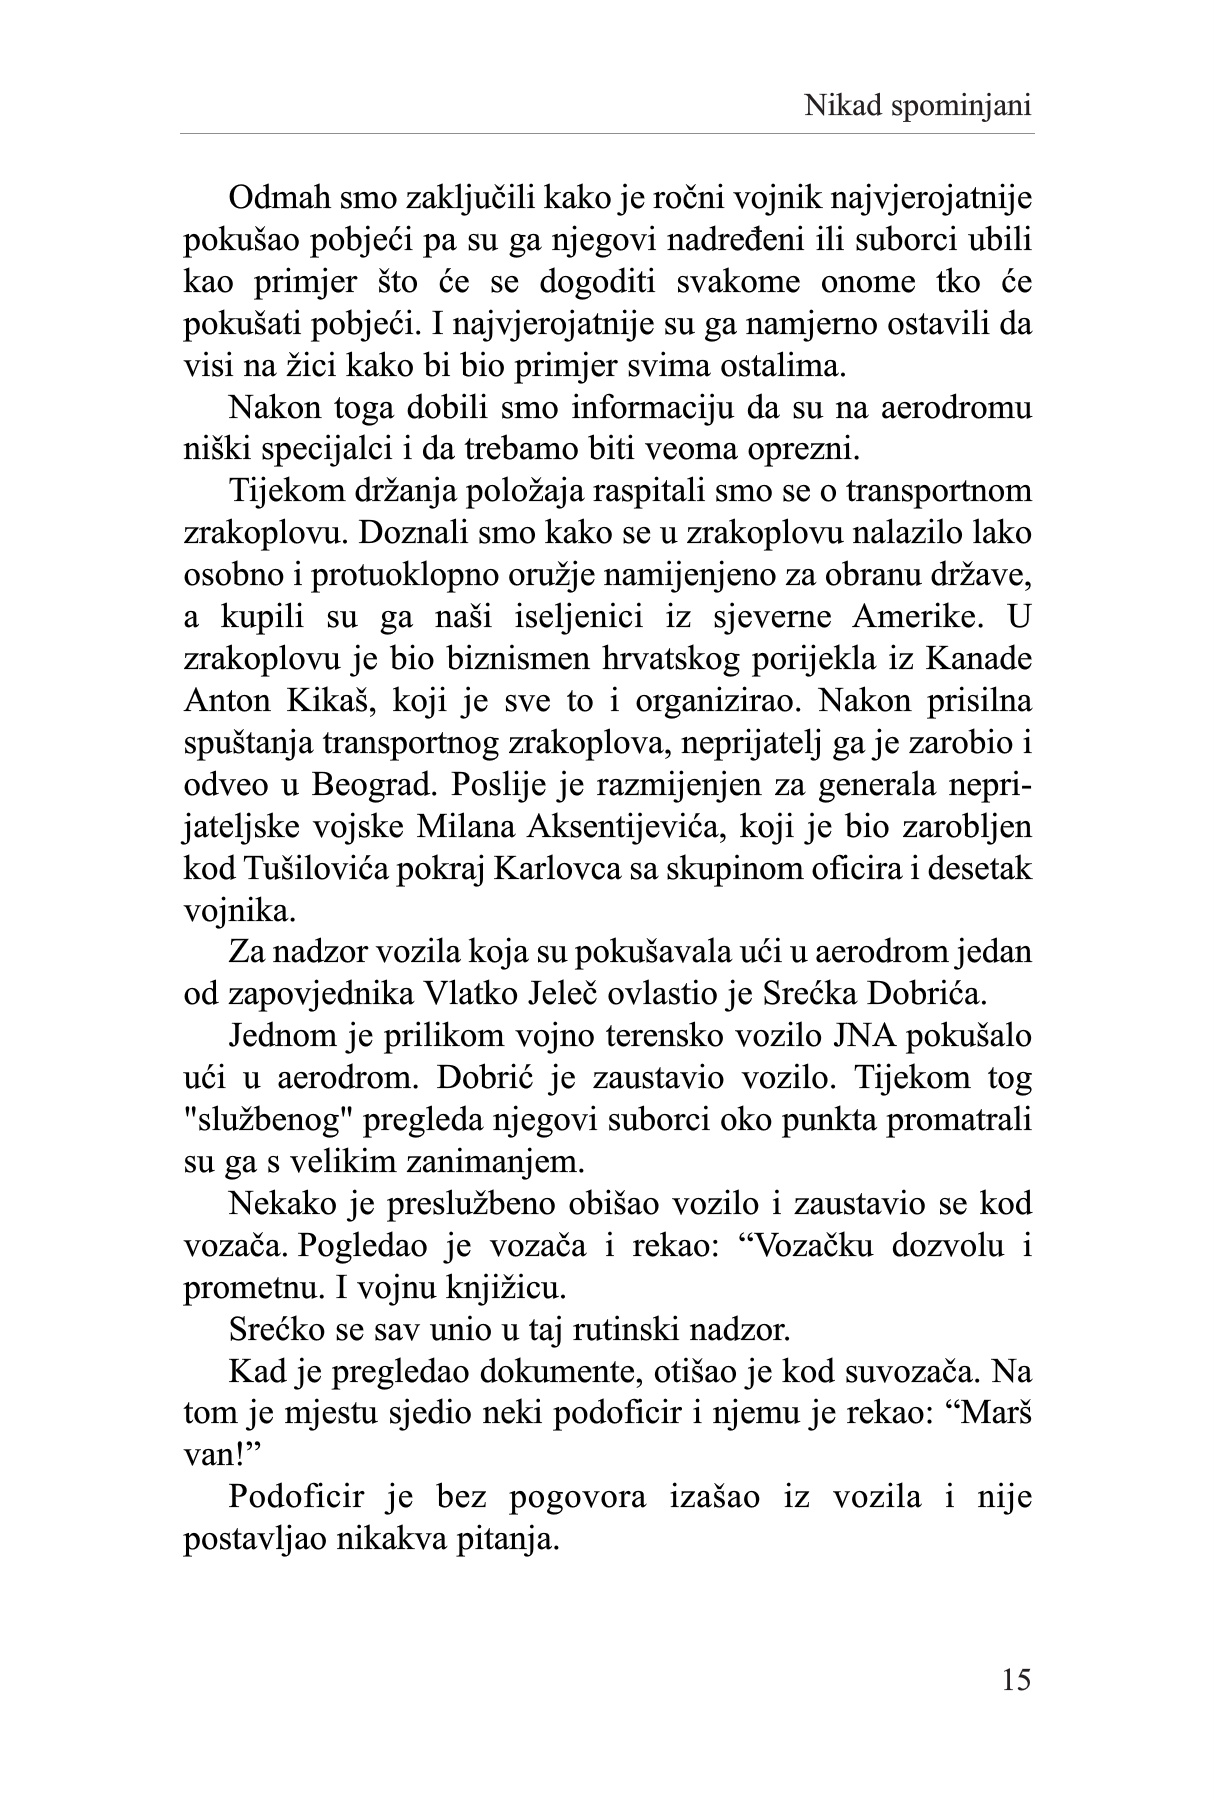 Nikad spominjani
Odmah smo zaključili kako je ročni vojnik najvjerojatnije
pokušao pobjeći pa su ga njegovi nadređeni ili suborci ubili
kao primjer što će se dogoditi svakome onome tko će
pokušati pobjeći. I najvjerojatnije su ga namjerno ostavili da
visi na žici kako bi bio primjer svima ostalima.
Nakon toga dobili smo informaciju da su na aerodromu
niški specijalci i da trebamo biti veoma oprezni.
Tijekom držanja položaja raspitali smo se o transportnom
zrakoplovu. Doznali smo kako se u zrakoplovu nalazilo lako
osobno i protuoklopno oružje namijenjeno za obranu države,
a kupili su ga naši iseljenici iz sjeverne Amerike. U
zrakoplovu je bio biznismen hrvatskog porijekla iz Kanade
Anton Kikaš, koji je sve to i organizirao. Nakon prisilna
spuštanja transportnog zrakoplova, neprijatelj ga je zarobio i
odveo u Beograd. Poslije je razmijenjen za generala nepri-
jateljske vojske Milana Aksentijevića, koji je bio zarobljen
kod Tušilovića pokraj Karlovca sa skupinom oficira i desetak
vojnika.
Za nadzor vozila koja su pokušavala ući u aerodrom jedan
od zapovjednika Vlatko Jeleč ovlastio je Srećka Dobrića.
Jednom je prilikom vojno terensko vozilo JNA pokušalo
ući u aerodrom. Dobrić je zaustavio vozilo. Tijekom tog
"službenog" pregleda njegovi suborci oko punkta promatrali
su ga s velikim zanimanjem.
Nekako je preslužbeno obišao vozilo i zaustavio se kod
vozača. Pogledao je vozača i rekao: “Vozačku dozvolu i
prometnu. I vojnu knjižicu.
Srećko se sav unio u taj rutinski nadzor.
Kad je pregledao dokumente, otišao je kod suvozača. Na
tom je mjestu sjedio neki podoficir i njemu je rekao: “Marš
van!”
Podoficir je bez pogovora izašao iz vozila i nije
postavljao nikakva pitanja.
15